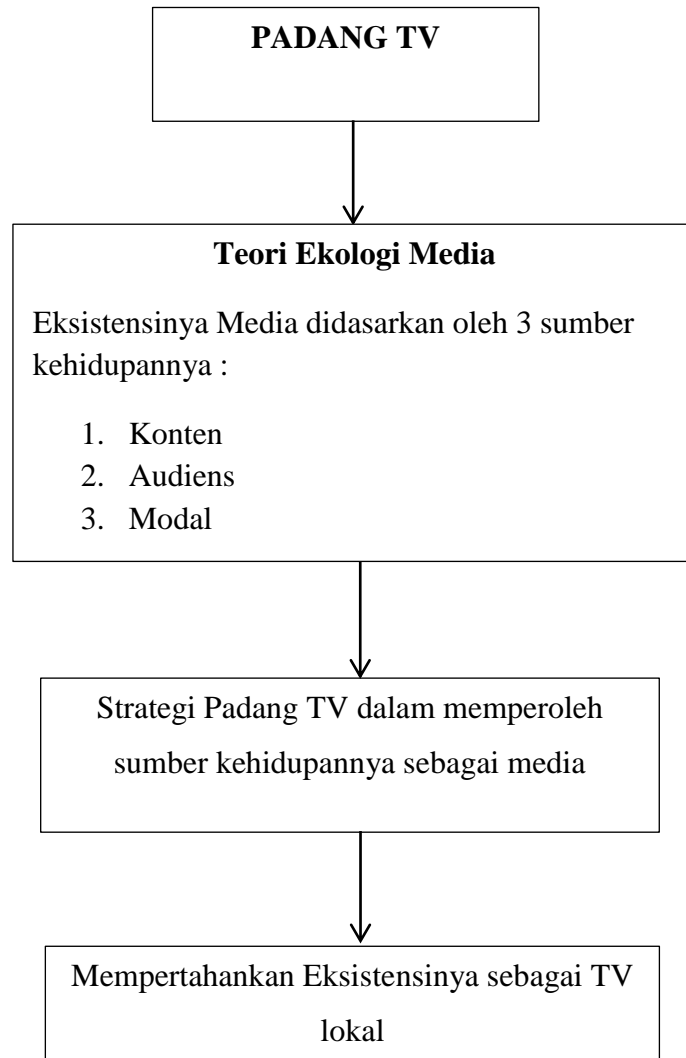 PADANG TV
Teori Ekologi Media
Eksistensinya Media didasarkan oleh 3 sumber
kehidupannya :
1. Konten
2. Audiens
3. Modal
Strategi Padang TV dalam memperoleh
sumber kehidupannya sebagai media
Mempertahankan Eksistensinya sebagai TV
lokal